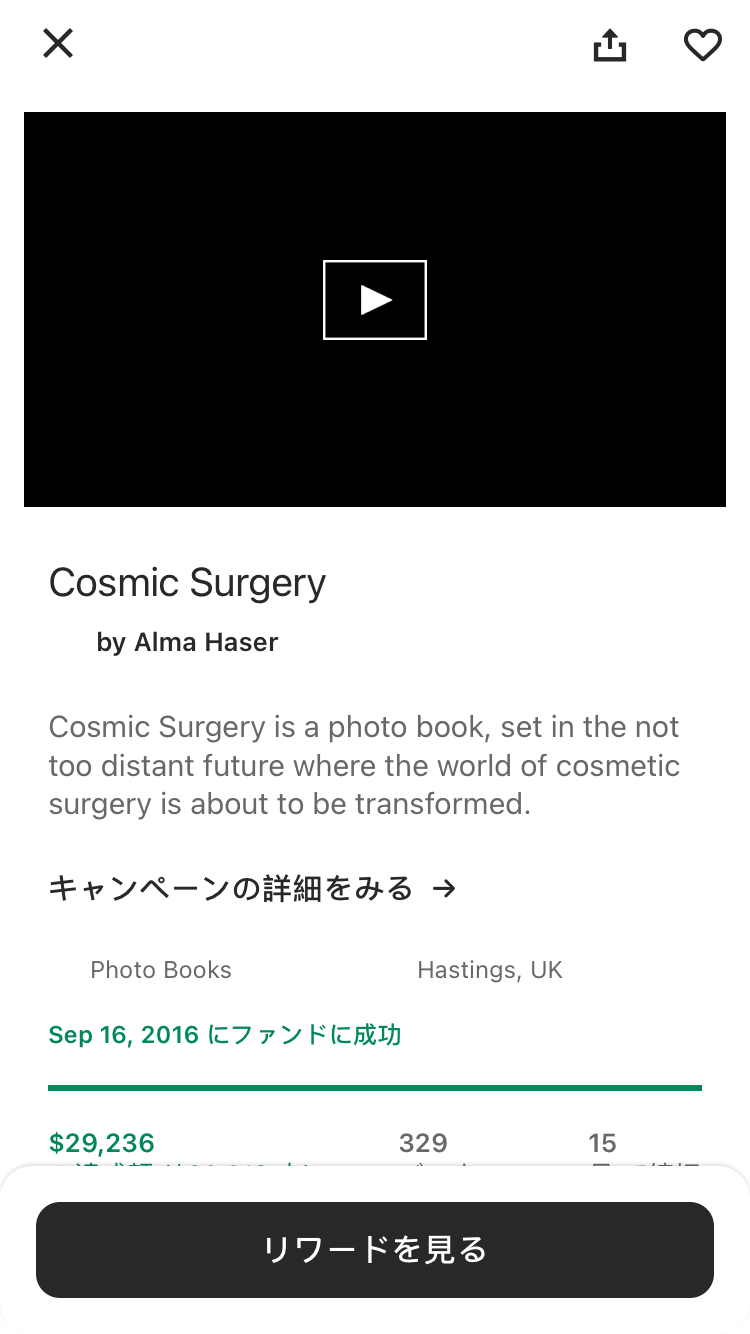 Cosmic Surgery
by Alma Haser
Cosmic Surgery is a photo book, set in the not
too distant future where the world of cosmetic
surgery is about to be transformed.
キャンペーンの詳細をみる →
Photo Books
Hastings, UK
Sep 16, 2016 にファンドに成功
$29,236
329
15
リワードを見る